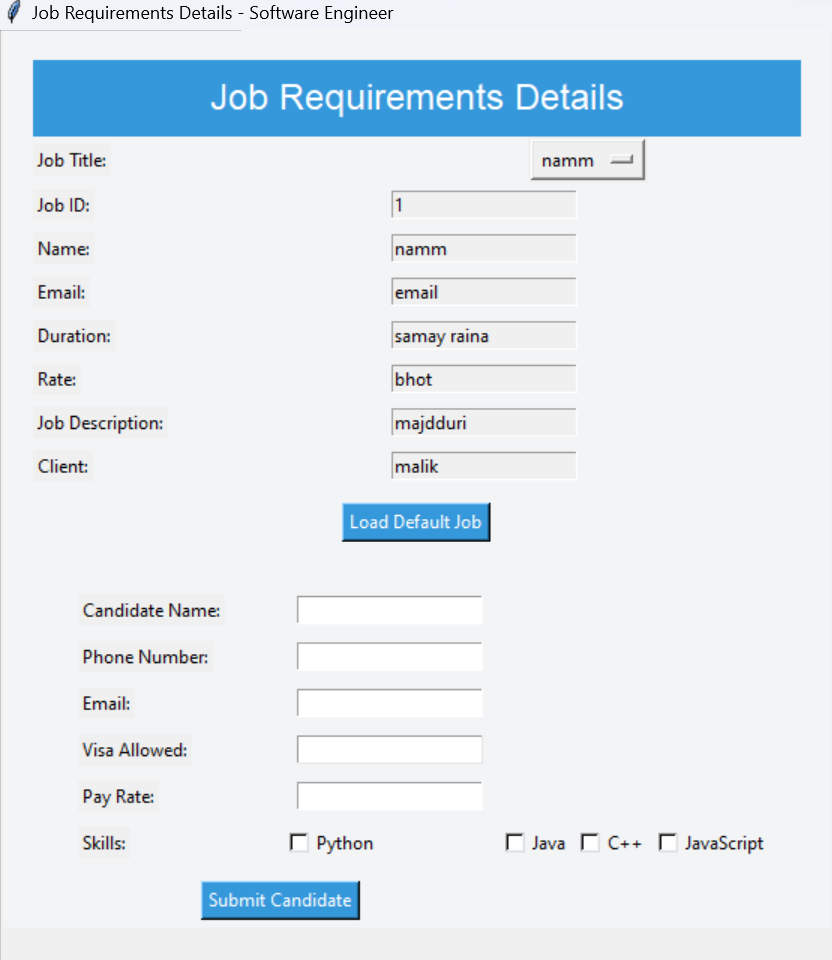 Job Requirements Details - Software Engineer
Job Requirements Details
Job Title: namm
Job ID: 1
Name: namm
Email: email
Duration: samay raina
Rate: bhot
Job Description: majdduri
Client: malik
Load Default Job
Candidate Name:
Phone Number:
Email:
Visa Allowed:
Pay Rate:
Skills: Python Java C++ JavaScript
Submit Candidate